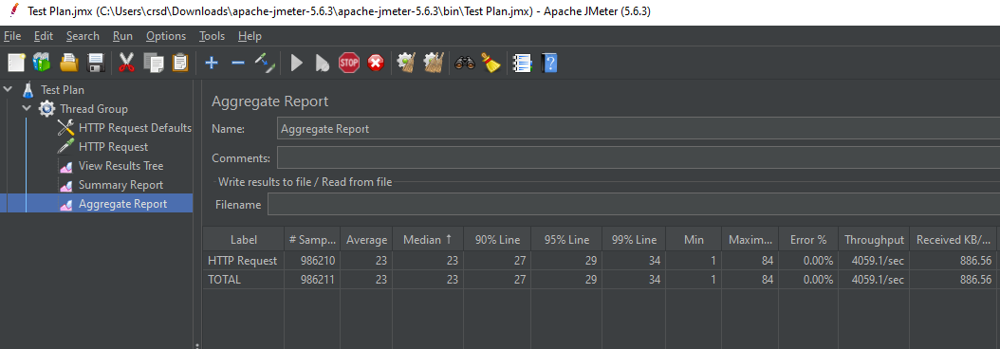 Test Plan.jmx (C:\Users\crsd\Downloads\apache-jmeter-5.6.3\apache-jmeter-5.6.3\bin\Test Plan.jmx) - Apache JMeter (5.6.3)
File Edit Search Run Options Tools Help
STOP
Test Plan
Thread Group
HTTP Request Defaults
HTTP Request
View Results Tree
Summary Report
Aggregate Report
Aggregate Report
Name: Aggregate Report
Comments:
Write results to file / Read from file
Filename
Label # Samp... Average Median ↑ 90% Line 95% Line 99% Line Min Maxim... Error % Throughput Received KB/...
HTTP Request 986210 23 23 27 29 34 1 84 0.00% 4059.1/sec 886.56
TOTAL 986211 23 23 27 29 34 1 84 0.00% 4059.1/sec 886.56